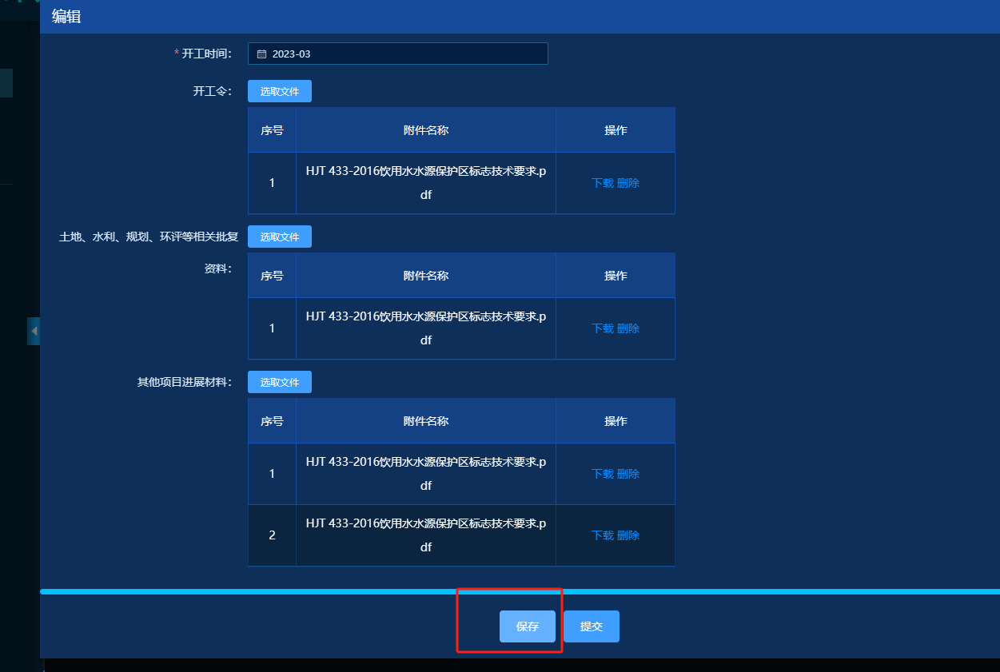 编辑
* 开工时间： 2023-03
开工令： 选取文件
序号 附件名称 操作
1 HJT 433-2016饮用水水源保护区标志技术要求.p 下载 删除
df
土地、水利、规划、环评等相关批复 选取文件
资料：
序号 附件名称 操作
1 HJT 433-2016饮用水水源保护区标志技术要求.p 下载 删除
df
其他项目进展材料： 选取文件
序号 附件名称 操作
1 HJT 433-2016饮用水水源保护区标志技术要求.p 下载 删除
df
2 HJT 433-2016饮用水水源保护区标志技术要求.p 下载 删除
df
保存 提交